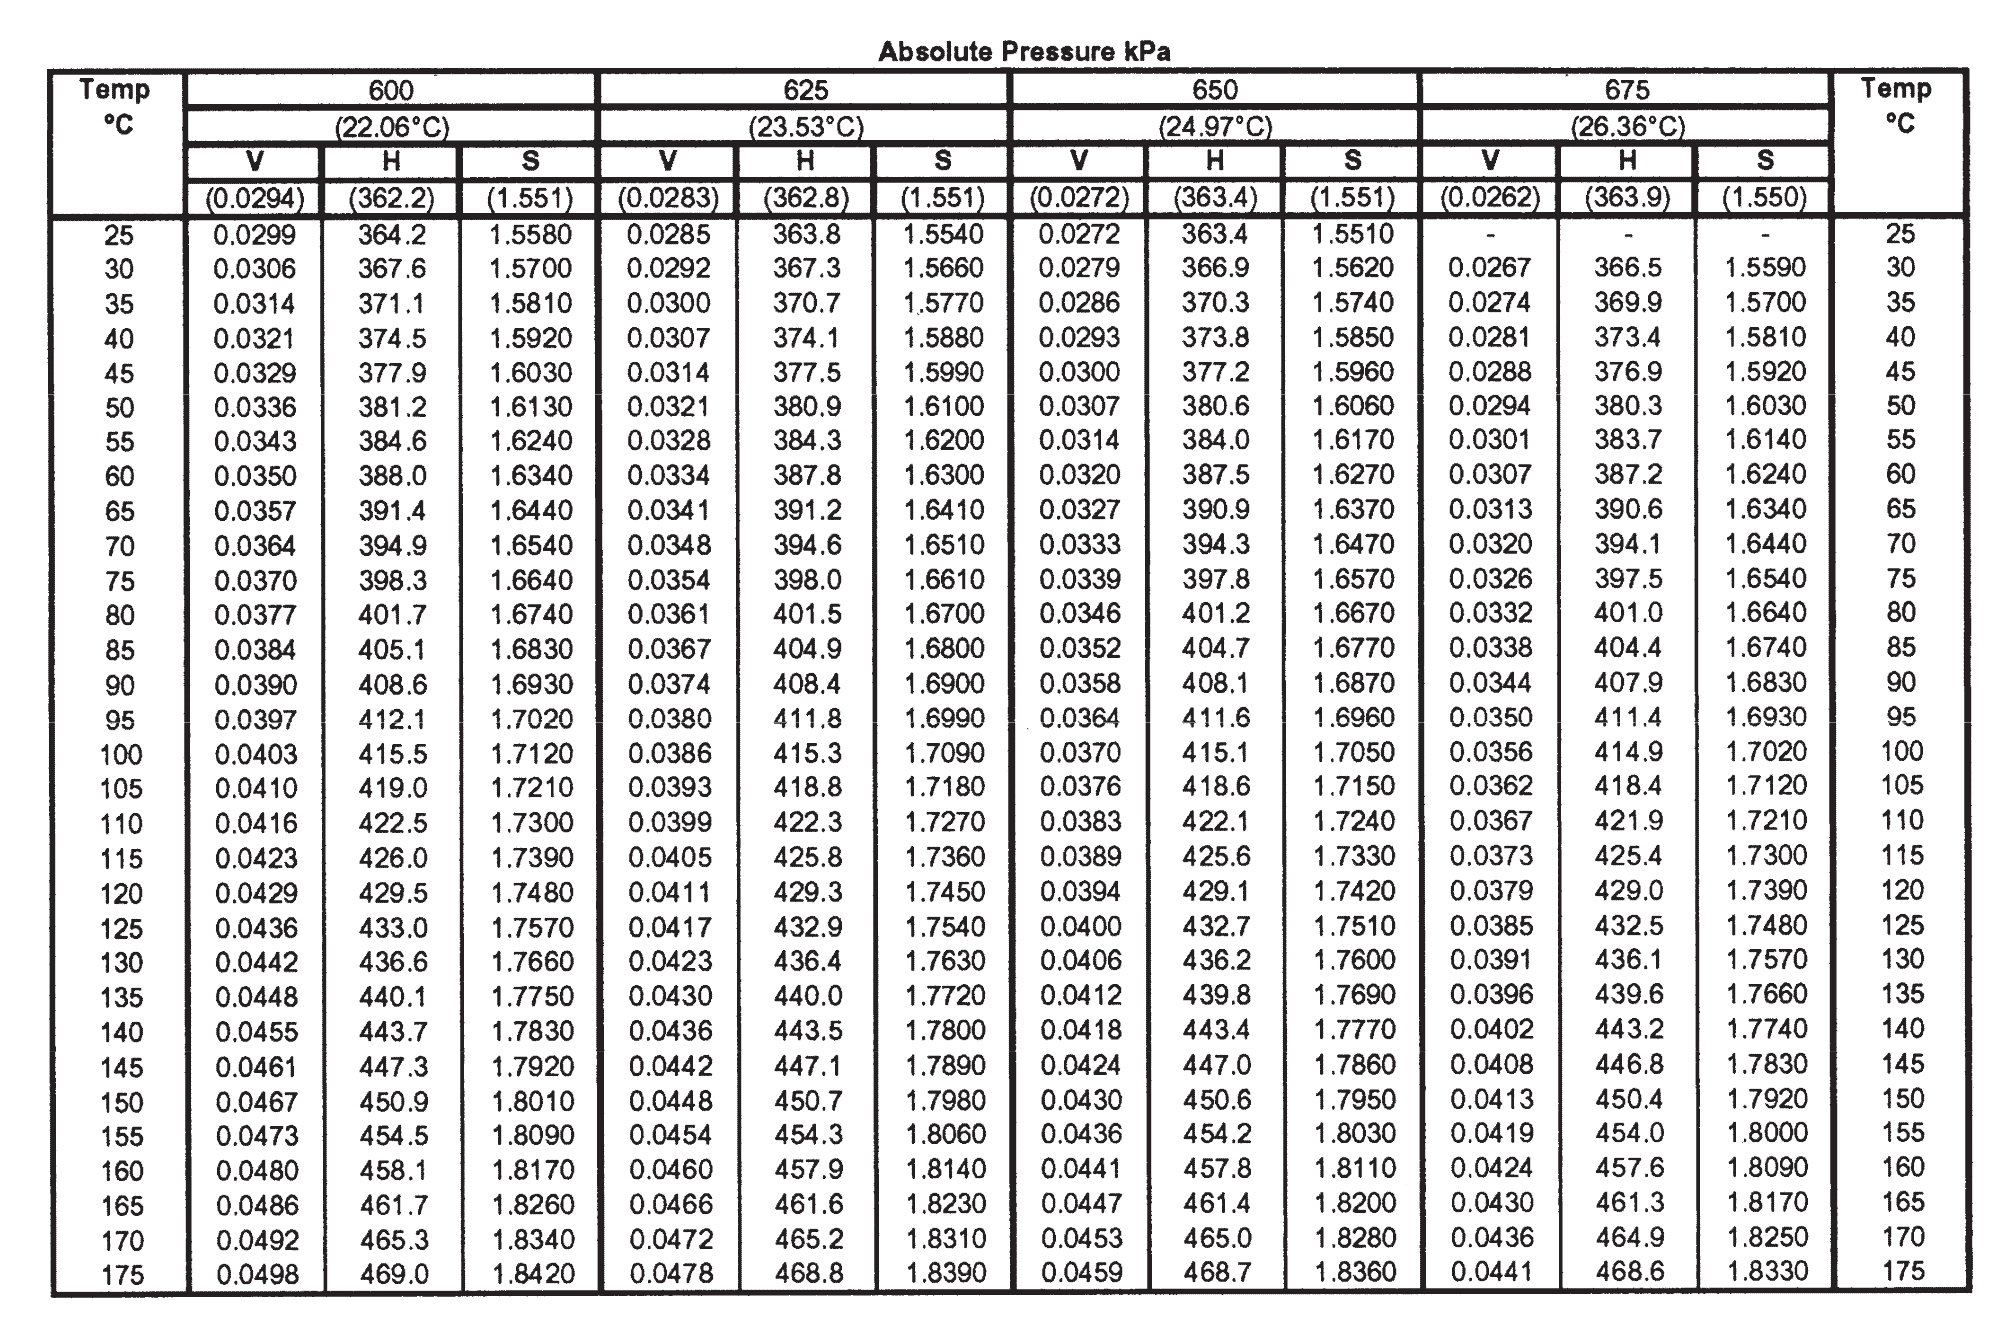 Absolute Pressure kPa
Temp 600 625 650 675 Temp
°C (22.06°C) (23.53°C) (24.97°C) (26.36°C) °C
V H S V H S V H S V H S
(0.0294) (362.2) (1.551) (0.0283) (362.8) (1.551) (0.0272) (363.4) (1.551) (0.0262) (363.9) (1.550)
25 0.0299 364.2 1.5580 0.0285 363.8 1.5540 0.0272 363.4 1.5510 - - - 25
30 0.0306 367.6 1.5700 0.0292 367.3 1.5660 0.0279 366.9 1.5620 0.0267 366.5 1.5590 30
35 0.0314 371.1 1.5810 0.0300 370.7 1.5770 0.0286 370.3 1.5740 0.0274 369.9 1.5700 35
40 0.0321 374.5 1.5920 0.0307 374.1 1.5880 0.0293 373.8 1.5850 0.0281 373.4 1.5810 40
45 0.0329 377.9 1.6030 0.0314 377.5 1.5990 0.0300 377.2 1.5960 0.0288 376.9 1.5920 45
50 0.0336 381.2 1.6130 0.0321 380.9 1.6100 0.0307 380.6 1.6060 0.0294 380.3 1.6030 50
55 0.0343 384.6 1.6240 0.0328 384.3 1.6200 0.0314 384.0 1.6170 0.0301 383.7 1.6140 55
60 0.0350 388.0 1.6340 0.0334 387.8 1.6300 0.0320 387.5 1.6270 0.0307 387.2 1.6240 60
65 0.0357 391.4 1.6440 0.0341 391.2 1.6410 0.0327 390.9 1.6370 0.0313 390.6 1.6340 65
70 0.0364 394.9 1.6540 0.0348 394.6 1.6510 0.0333 394.3 1.6470 0.0320 394.1 1.6440 70
75 0.0370 398.3 1.6640 0.0354 398.0 1.6610 0.0339 397.8 1.6570 0.0326 397.5 1.6540 75
80 0.0377 401.7 1.6740 0.0361 401.5 1.6700 0.0346 401.2 1.6670 0.0332 401.0 1.6640 80
85 0.0384 405.1 1.6830 0.0367 404.9 1.6800 0.0352 404.7 1.6770 0.0338 404.4 1.6740 85
90 0.0390 408.6 1.6930 0.0374 408.4 1.6900 0.0358 408.1 1.6870 0.0344 407.9 1.6830 90
95 0.0397 412.1 1.7020 0.0380 411.8 1.6990 0.0364 411.6 1.6960 0.0350 411.4 1.6930 95
100 0.0403 415.5 1.7120 0.0386 415.3 1.7090 0.0370 415.1 1.7050 0.0356 414.9 1.7020 100
105 0.0410 419.0 1.7210 0.0393 418.8 1.7180 0.0376 418.6 1.7150 0.0362 418.4 1.7120 105
110 0.0416 422.5 1.7300 0.0399 422.3 1.7270 0.0383 422.1 1.7240 0.0367 421.9 1.7210 110
115 0.0423 426.0 1.7390 0.0405 425.8 1.7360 0.0389 425.6 1.7330 0.0373 425.4 1.7300 115
120 0.0429 429.5 1.7480 0.0411 429.3 1.7450 0.0394 429.1 1.7420 0.0379 429.0 1.7390 120
125 0.0436 433.0 1.7570 0.0417 432.9 1.7540 0.0400 432.7 1.7510 0.0385 432.5 1.7480 125
130 0.0442 436.6 1.7660 0.0423 436.4 1.7630 0.0406 436.2 1.7600 0.0391 436.1 1.7570 130
135 0.0448 440.1 1.7750 0.0430 440.0 1.7720 0.0412 439.8 1.7690 0.0396 439.6 1.7660 135
140 0.0455 443.7 1.7830 0.0436 443.5 1.7800 0.0418 443.4 1.7770 0.0402 443.2 1.7740 140
145 0.0461 447.3 1.7920 0.0442 447.1 1.7890 0.0424 447.0 1.7860 0.0408 446.8 1.7830 145
150 0.0467 450.9 1.8010 0.0448 450.7 1.7980 0.0430 450.6 1.7950 0.0413 450.4 1.7920 150
155 0.0473 454.5 1.8090 0.0454 454.3 1.8060 0.0436 454.2 1.8030 0.0419 454.0 1.8000 155
160 0.0480 458.1 1.8170 0.0460 457.9 1.8140 0.0441 457.8 1.8110 0.0424 457.6 1.8090 160
165 0.0486 461.7 1.8260 0.0466 461.6 1.8230 0.0447 461.4 1.8200 0.0430 461.3 1.8170 165
170 0.0492 465.3 1.8340 0.0472 465.2 1.8310 0.0453 465.0 1.8280 0.0436 464.9 1.8250 170
175 0.0498 469.0 1.8420 0.0478 468.8 1.8390 0.0459 468.7 1.8360 0.0441 468.6 1.8330 175